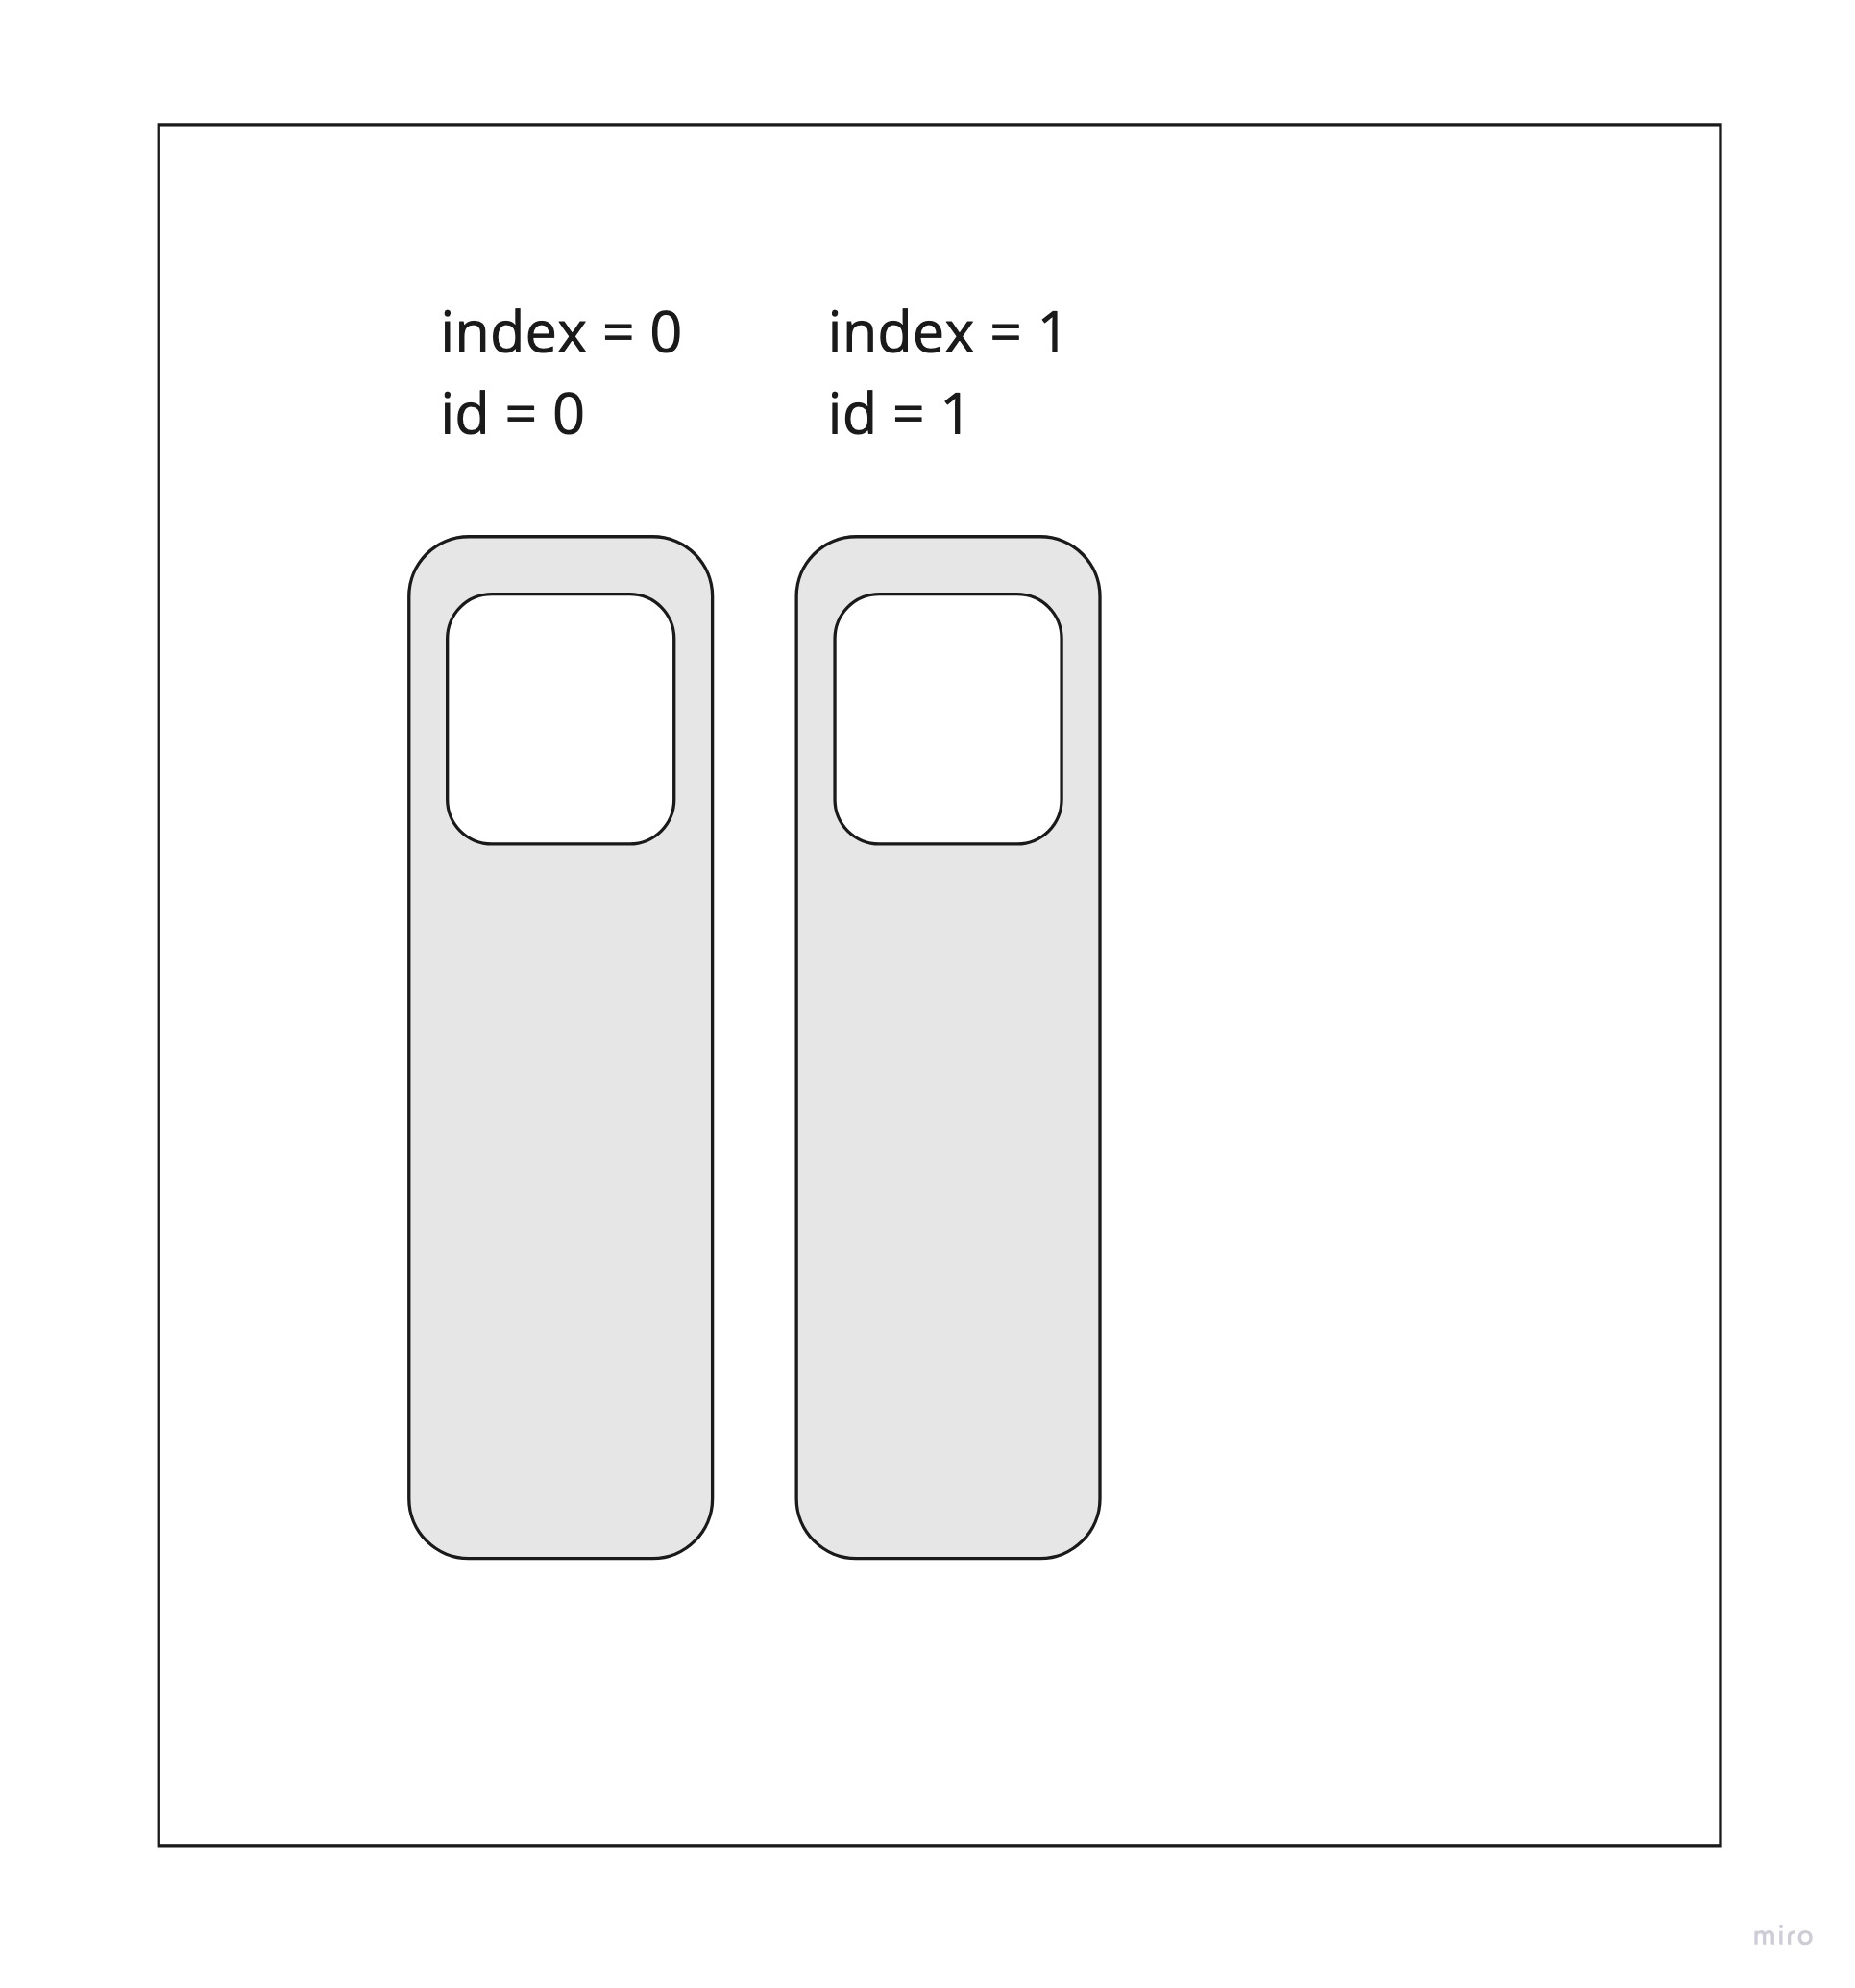 index = 0
id = 0
index = 1
id = 1
miro